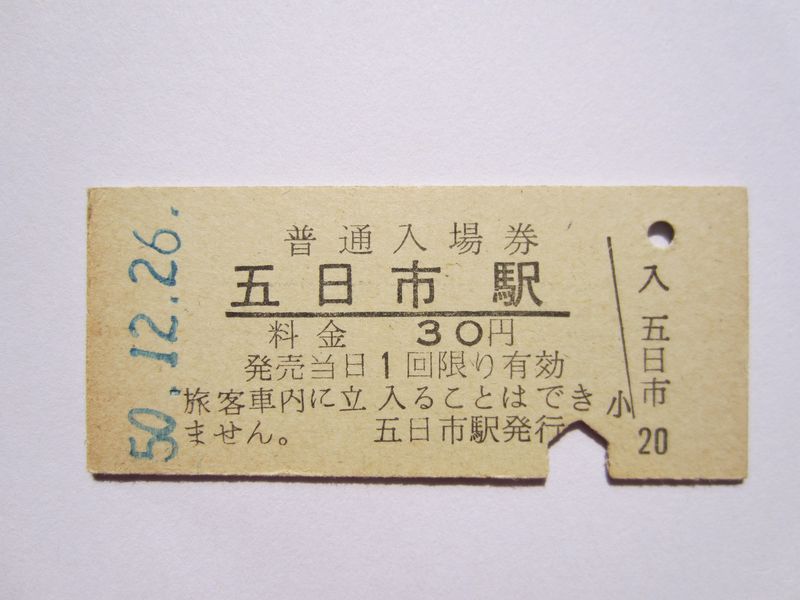 50.12.26.
普通入場券
五日市駅
料金 30円
発売当日1回限り有効
旅客車内に立入ることはでき
ません。 五日市駅発行
小
入 五日市 20